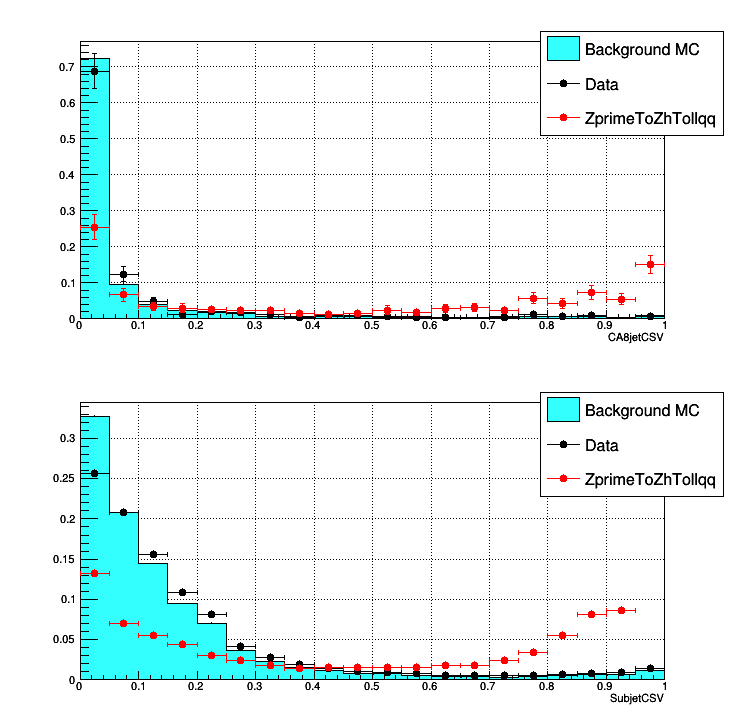 Background MC
Data
ZprimeToZhTollqq
0.7
0.6
0.5
0.4
0.3
0.2
0.1
0
0 0.1 0.2 0.3 0.4 0.5 0.6 0.7 0.8 0.9 1
CA8jetCSV
Background MC
Data
ZprimeToZhTollqq
0.3
0.25
0.2
0.15
0.1
0.05
0
0 0.1 0.2 0.3 0.4 0.5 0.6 0.7 0.8 0.9 1
SubjetCSV